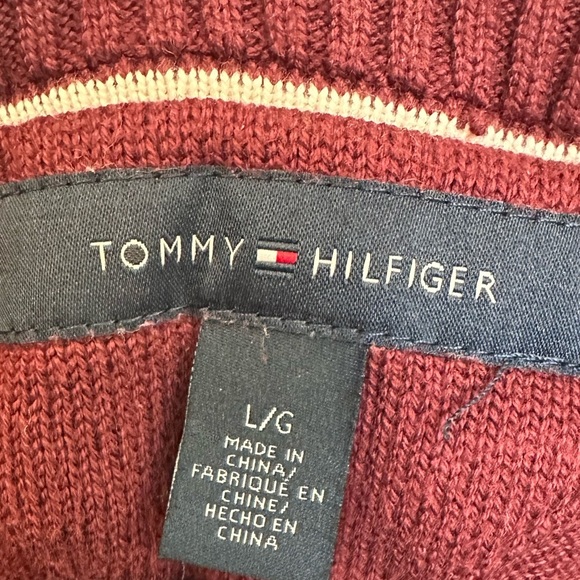 TOMMY HILFIGER
L/G
MADE IN
CHINA/
FABRIQUÉ EN
CHINE/
HECHO EN
CHINA